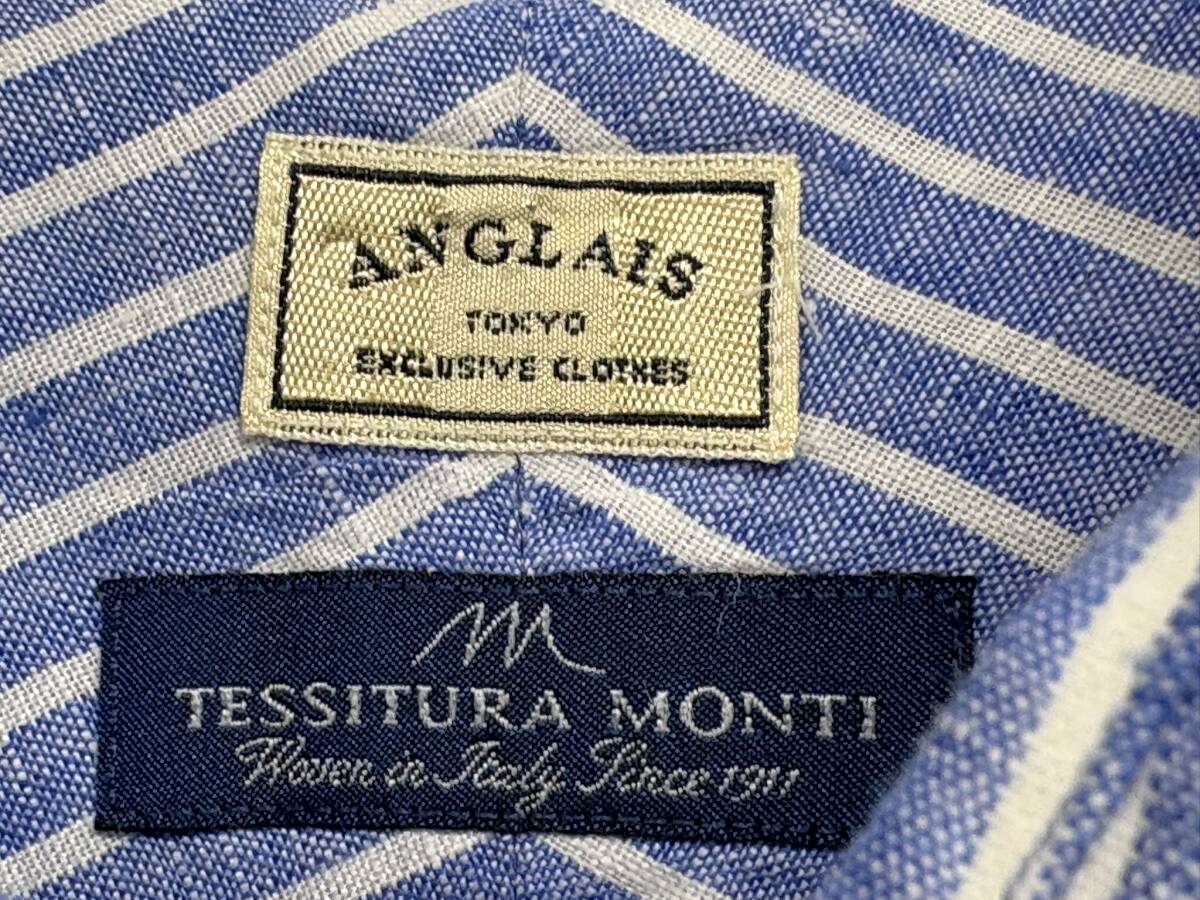 ANGLAIS
TOKYO
EXCLUSIVE CLOTHES
TESSITURA MONTI
Woven in Italy Since 1911